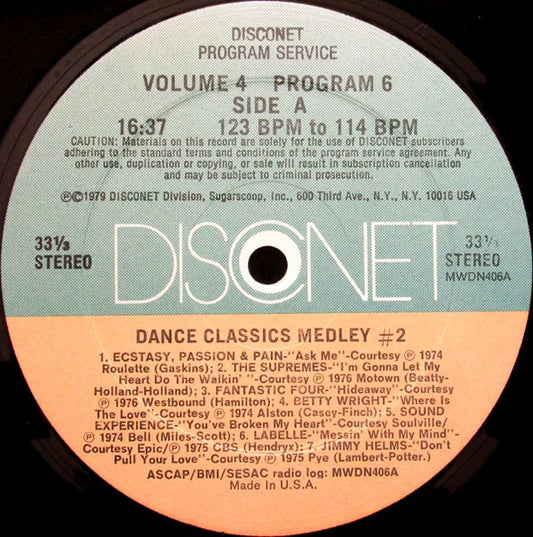 DISCONET
PROGRAM SERVICE
VOLUME 4 PROGRAM 6
SIDE A
16:37 123 BPM to 114 BPM
CAUTION: Materials on this record are solely for the use of DISCONET subscribers
adhering to the standard terms and conditions of the program service agreement. Any
other use, duplication or copying, or sale will result in subscription cancellation
and may be subject to criminal prosecution.
℗©1979 DISCONET Division, Sugarscoop, Inc., 600 Third Ave., N.Y., N.Y. 10016 USA
33⅓
STEREO
DISCONET
33⅓
STEREO
MWDN406A
DANCE CLASSICS MEDLEY #2
1. ECSTASY, PASSION & PAIN-"Ask Me"-Courtesy ℗ 1974
Roulette (Gaskins); 2. THE SUPREMES-"I'm Gonna Let My
Heart Do The Walkin' "-Courtesy ℗ 1976 Motown (Beatty-
Holland-Holland); 3. FANTASTIC FOUR-"Hideaway"-Courtesy
℗ 1976 Westbound (Hamilton); 4. BETTY WRIGHT-"Where Is
The Love"-Courtesy ℗ 1974 Alston (Casey-Finch); 5. SOUND
EXPERIENCE-"You've Broken My Heart"-Courtesy Soulville/
℗ 1974 Bell (Miles-Scott); 6. LABELLE-"Messin' With My Mind"-
Courtesy Epic/℗ 1975 CBS (Hendryx); 7. JIMMY HELMS-"Don't
Pull Your Love"-Courtesy ℗ 1975 Pye (Lambert-Potter.)
ASCAP/BMI/SESAC radio log: MWDN406A
Made in U.S.A.